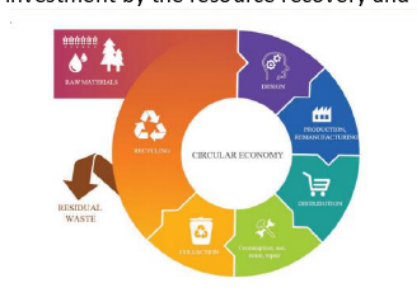 investment by the resource recovery and
RAW MATERIALS
DESIGN
PRODUCTION,
REMANUFACTURING
RECYCLING
CIRCULAR ECONOMY
DISTRIBUTION
RESIDUAL
WASTE
COLLECTION
Consumption, use,
reuse, repair